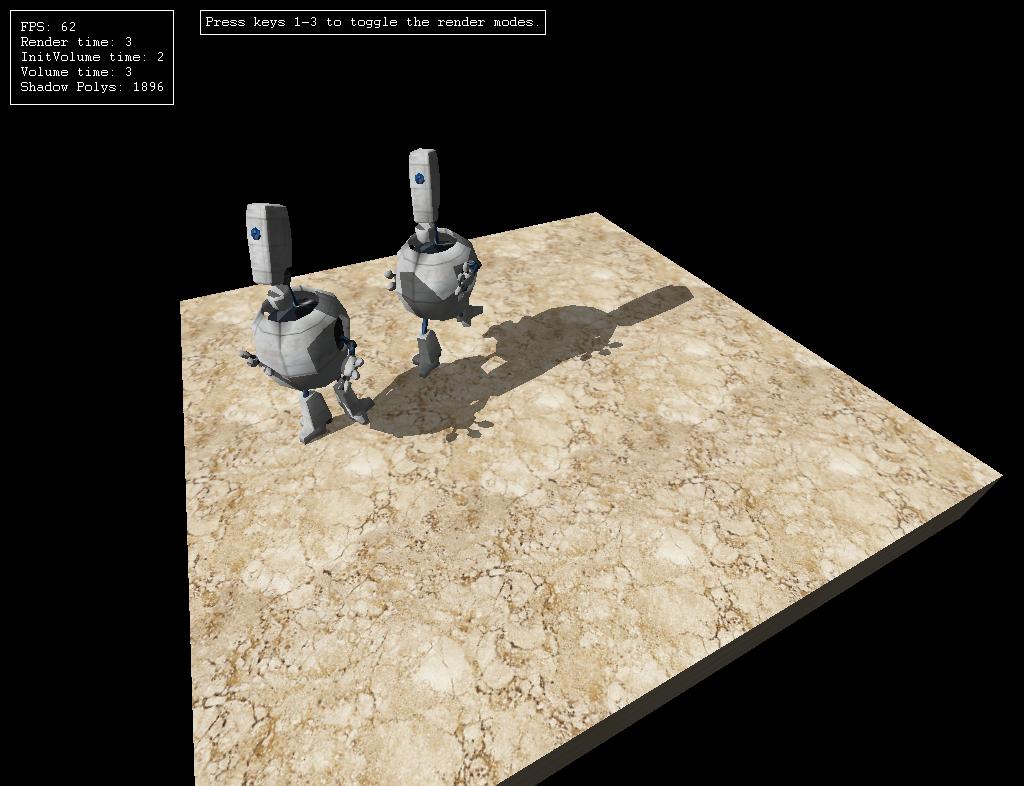 FPS: 62
Render time: 3
InitVolume time: 2
Volume time: 3
Shadow Polys: 1896
Press keys 1-3 to toggle the render modes.